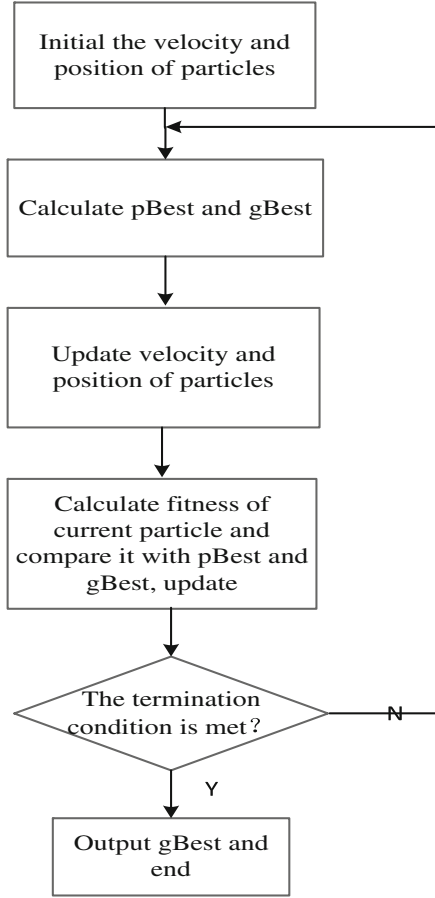 Initial the velocity and
position of particles
Calculate pBest and gBest
Update velocity and
position of particles
Calculate fitness of
current particle and
compare it with pBest and
gBest, update
The termination
condition is met？
N
Y
Output gBest and
end